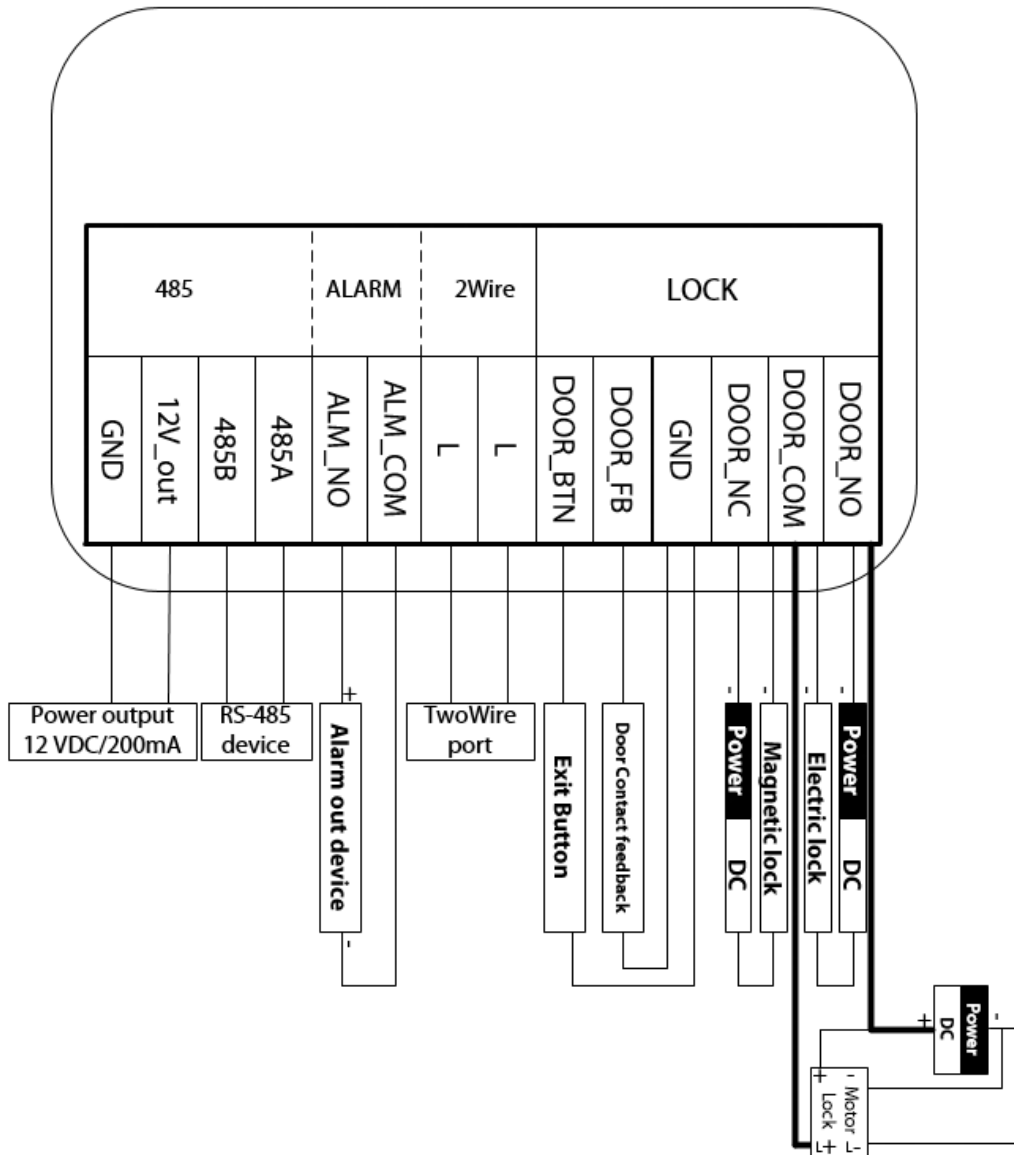 485
ALARM
2Wire
LOCK
GND
12V_out
485B
485A
ALM_NO
ALM_COM
L
L
DOOR_BTN
DOOR_FB
GND
DOOR_NC
DOOR_COM
DOOR_NO
Power output
12 VDC/200mA
RS-485
device
+
Alarm out device
-
TwoWire
port
Exit Button
Door Contact feedback
-
Power DC
-
Magnetic lock
-
Electric lock
-
Power DC
+
-
Power
DC
+
-
Motor
Lock
L+
L-